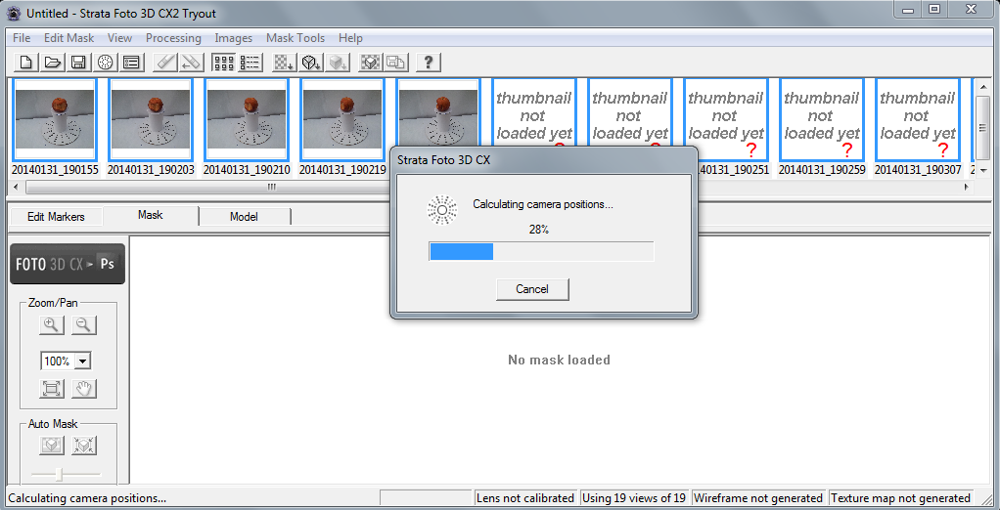 Untitled - Strata Foto 3D CX2 Tryout
File Edit Mask View Processing Images Mask Tools Help
?
thumbnail not loaded yet ?
thumbnail not loaded yet ?
thumbnail not loaded yet ?
thumbnail not loaded yet ?
thumbnail not loaded yet ?
20140131_190155 20140131_190203 20140131_190210 20140131_190219 _190251 20140131_190259 20140131_190307
Strata Foto 3D CX
Calculating camera positions...
28%
Cancel
Edit Markers Mask Model
FOTO 3D CX Ps
Zoom/Pan
100%
No mask loaded
Auto Mask
Calculating camera positions... Lens not calibrated Using 19 views of 19 Wireframe not generated Texture map not generated